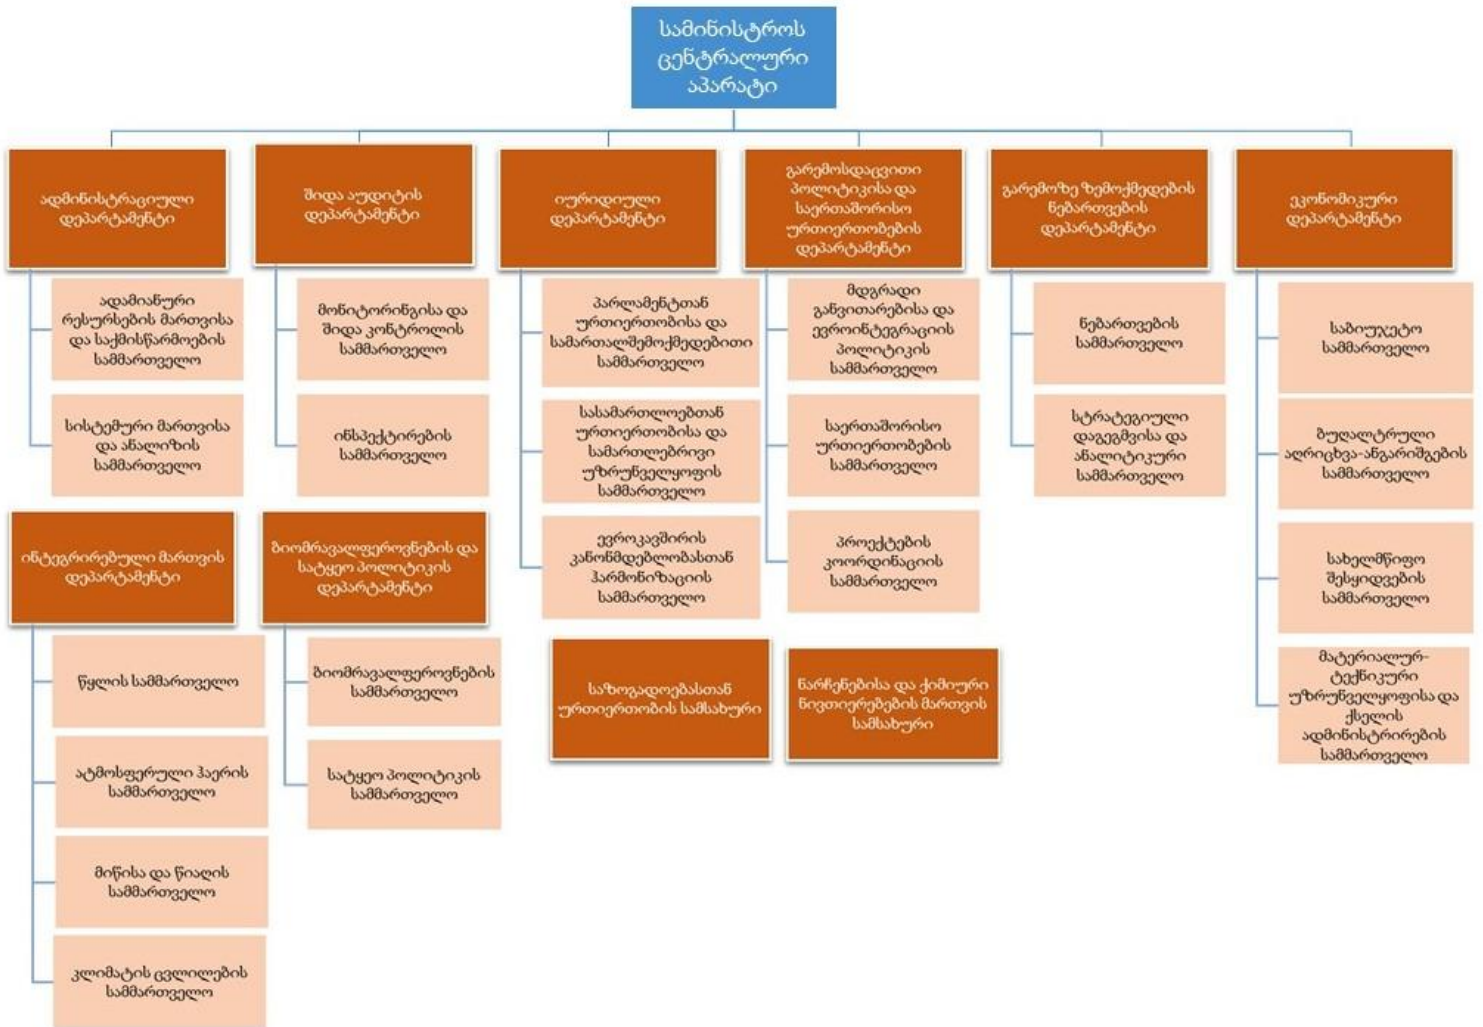 სამინისტროს
ცენტრალური
აპარატი
ადმინისტრაციული
დეპარტამენტი
ადამიანური
რესურსების მართვისა
და საქმისწარმოების
სამმართველო
სისტემური მართვისა
და ანალიზის
სამმართველო
შიდა აუდიტის
დეპარტამენტი
მონიტორინგისა და
შიდა კონტროლის
სამმართველო
ინსპექტირების
სამმართველო
იურიდიული
დეპარტამენტი
პარლამენტთან
ურთიერთობისა და
სამართალშემოქმედებითი
სამმართველო
სასამართლოებთან
ურთიერთობისა და
სამართლებრივი
უზრუნველყოფის
სამმართველო
ევროკავშირის
კანონმდებლობასთან
ჰარმონიზაციის
სამმართველო
გარემოსდაცვითი
პოლიტიკისა და
საერთაშორისო
ურთიერთობების
დეპარტამენტი
მდგრადი
განვითარებისა და
ევროინტეგრაციის
პოლიტიკის
სამმართველო
საერთაშორისო
ურთიერთობების
სამმართველო
პროექტების
კოორდინაციის
სამმართველო
გარემოზე ზემოქმედების
ნებართვების
დეპარტამენტი
ნებართვების
სამმართველო
სტრატეგიული
დაგეგმვისა და
ანალიტიკური
სამმართველო
ეკონომიკური
დეპარტამენტი
საბიუჯეტო
სამმართველო
ბუღალტრული
აღრიცხვა-ანგარიშგების
სამმართველო
სახელმწიფო
შესყიდვების
სამმართველო
მატერიალურ-
ტექნიკური
უზრუნველყოფისა და
ქსელის
ადმინისტრირების
სამმართველო
ინტეგრირებული მართვის
დეპარტამენტი
წყლის სამმართველო
ატმოსფერული ჰაერის
სამმართველო
მიწისა და წიაღის
სამმართველო
კლიმატის ცვლილების
სამმართველო
ბიომრავალფეროვნების და
სატყეო პოლიტიკის
დეპარტამენტი
ბიომრავალფეროვნების
სამმართველო
სატყეო პოლიტიკის
სამმართველო
საზოგადოებასთან
ურთიერთობის სამსახური
ნარჩენებისა და ქიმიური
ნივთიერებების მართვის
სამსახური